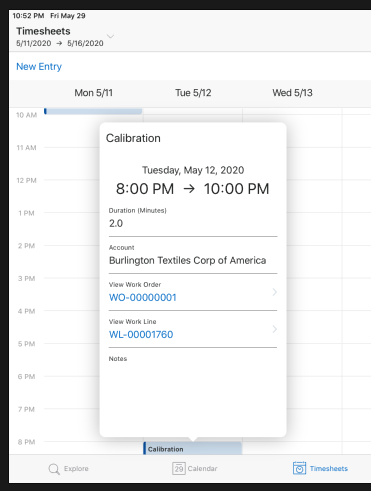 10:52 PM Fri May 29
Timesheets
5/11/2020 → 5/16/2020
New Entry
Mon 5/11 Tue 5/12 Wed 5/13
10 AM
11 AM
12 PM
1 PM
2 PM
3 PM
4 PM
5 PM
6 PM
7 PM
8 PM
Calibration
Tuesday, May 12, 2020
8:00 PM → 10:00 PM
Duration (Minutes)
2.0
Account
Burlington Textiles Corp of America
View Work Order
WO-00000001
View Work Line
WL-00001760
Notes
Calibration
Explore 29 Calendar Timesheets